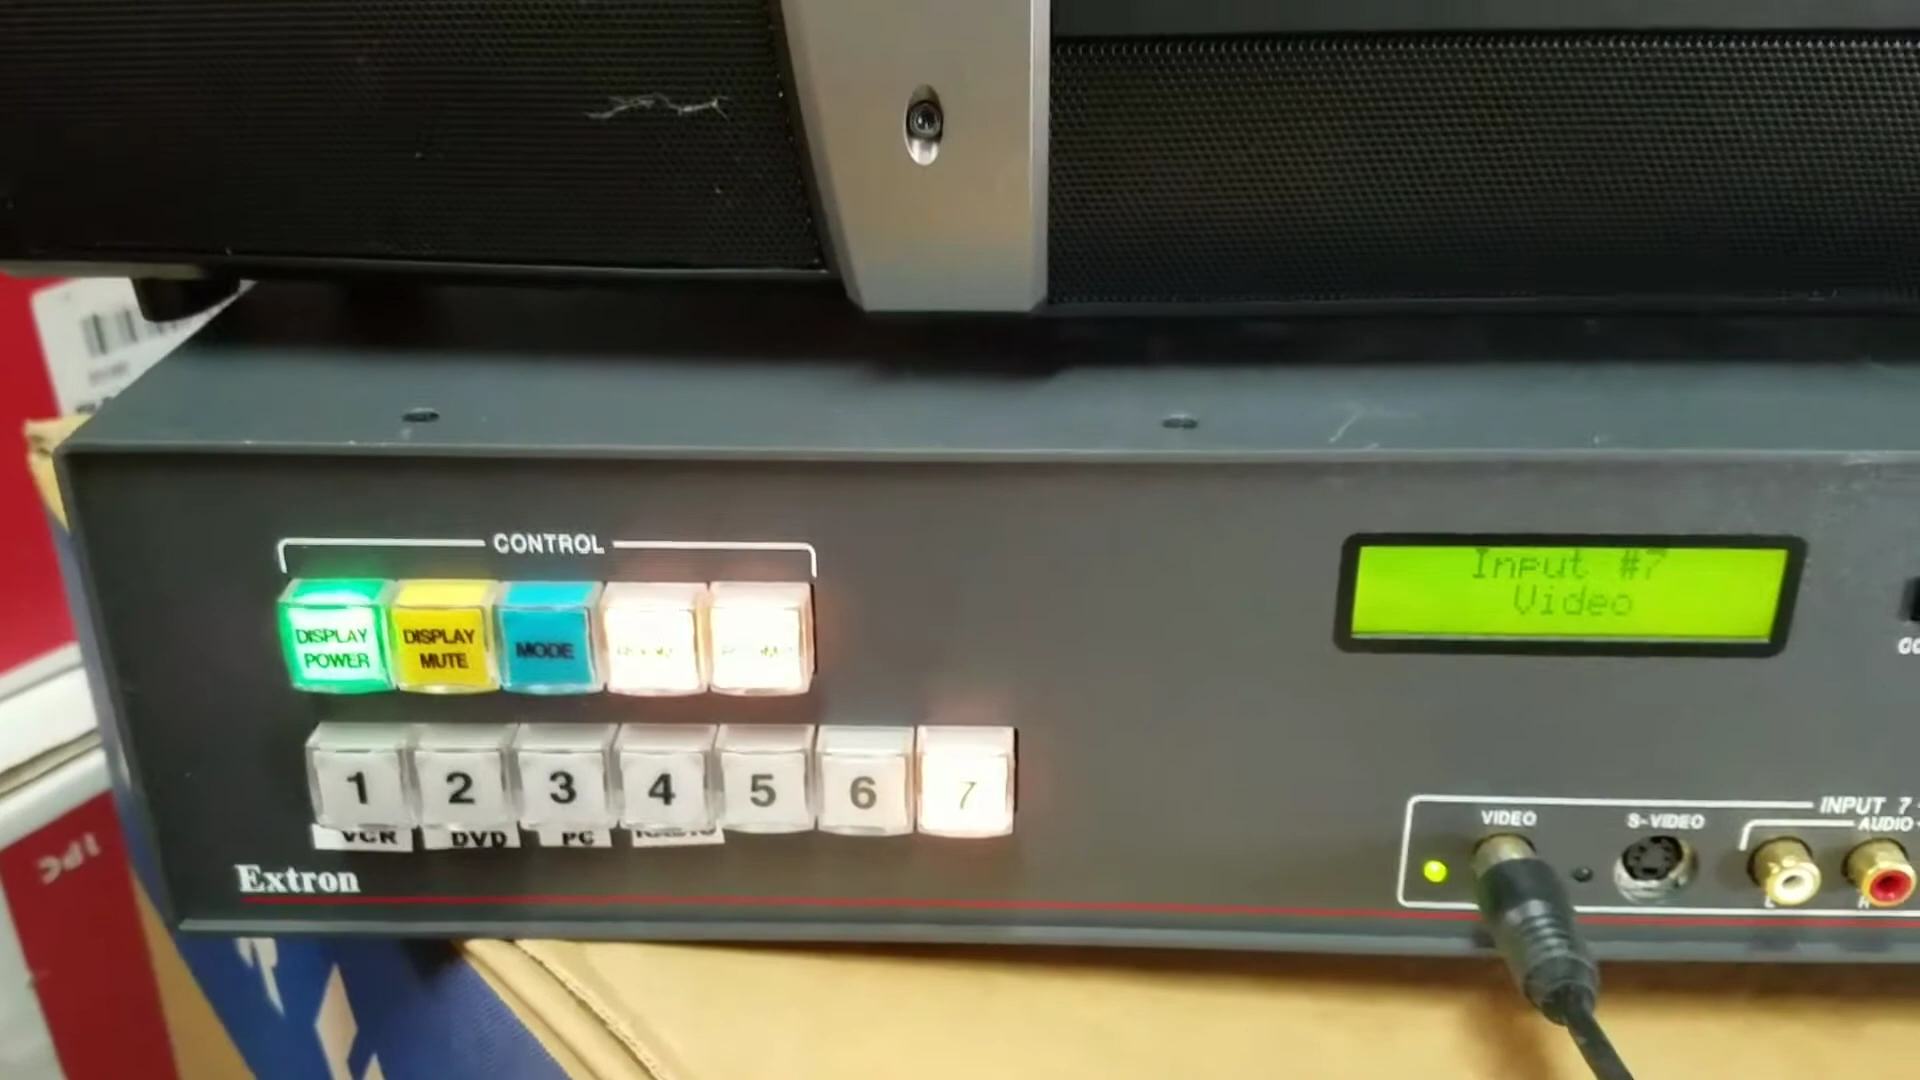 CONTROL
DISPLAY POWER
DISPLAY MUTE
MODE
Input #7
Video
1 2 3 4 5 6 7
VCR DVD PC RADIO
Extron
INPUT 7
VIDEO S-VIDEO AUDIO
L R